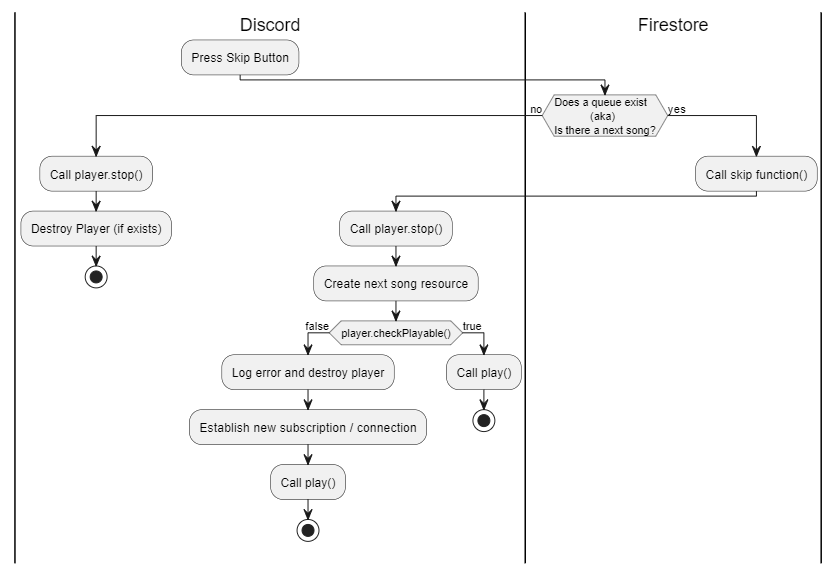 Discord
Firestore
Press Skip Button
Does a queue exist
(aka)
Is there a next song?
no
yes
Call player.stop()
Call skip function()
Destroy Player (if exists)
Call player.stop()
Create next song resource
player.checkPlayable()
false
true
Log error and destroy player
Call play()
Establish new subscription / connection
Call play()